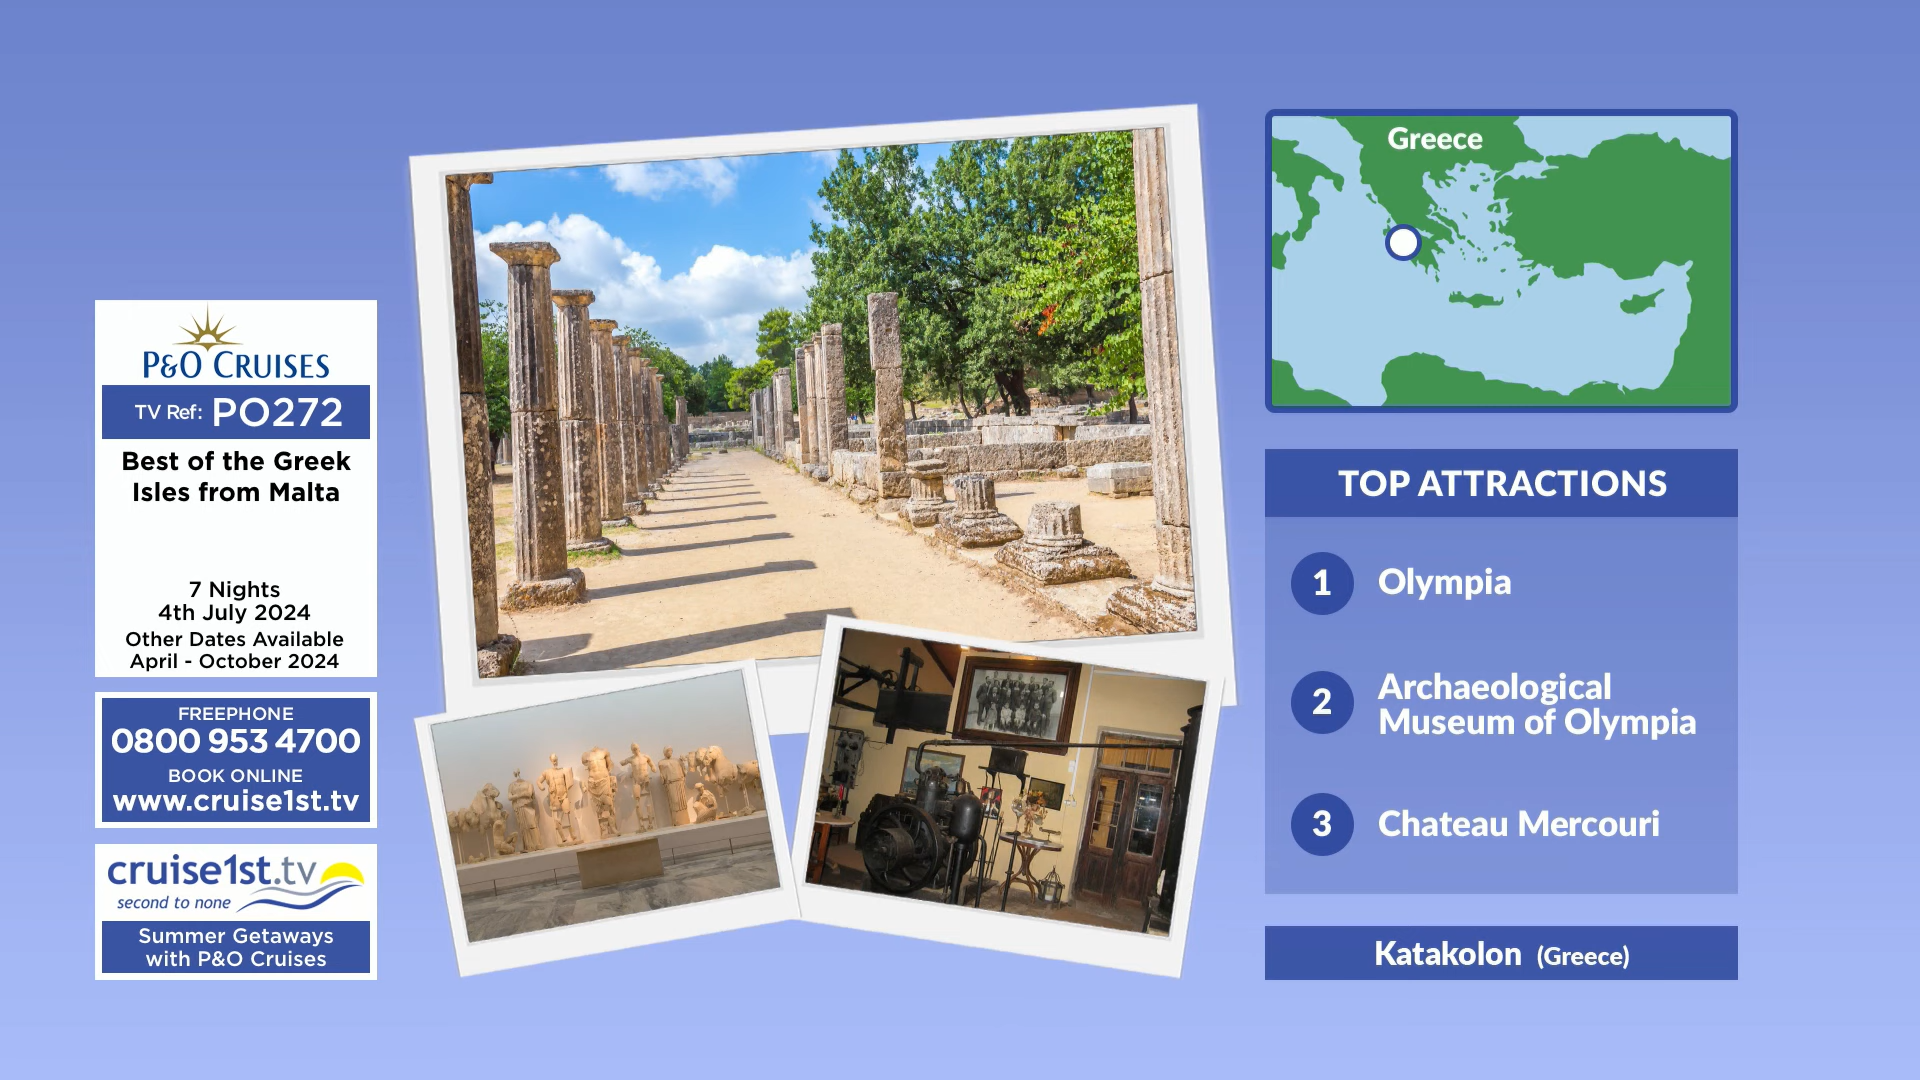 P&O CRUISES
TV Ref: PO272
Best of the Greek
Isles from Malta
7 Nights
4th July 2024
Other Dates Available
April - October 2024
FREEPHONE
0800 953 4700
BOOK ONLINE
www.cruise1st.tv
cruise1st.tv
second to none
Summer Getaways
with P&O Cruises
Greece
TOP ATTRACTIONS
1 Olympia
2 Archaeological
Museum of Olympia
3 Chateau Mercouri
Katakolon (Greece)